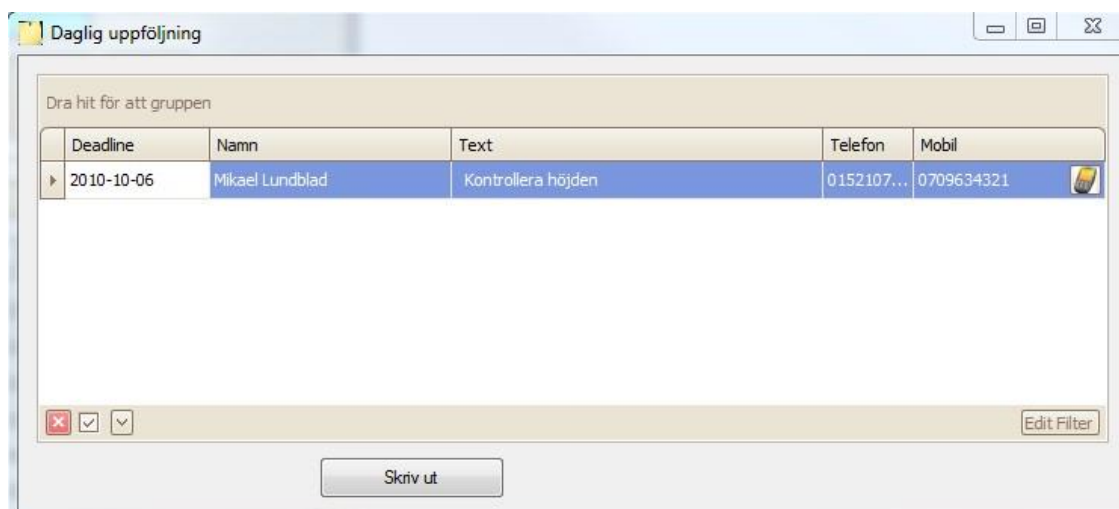 Daglig uppföljning
Dra hit för att gruppen
Deadline Namn Text Telefon Mobil
2010-10-06 Mikael Lundblad Kontrollera höjden 0152107... 0709634321
Edit Filter
Skriv ut